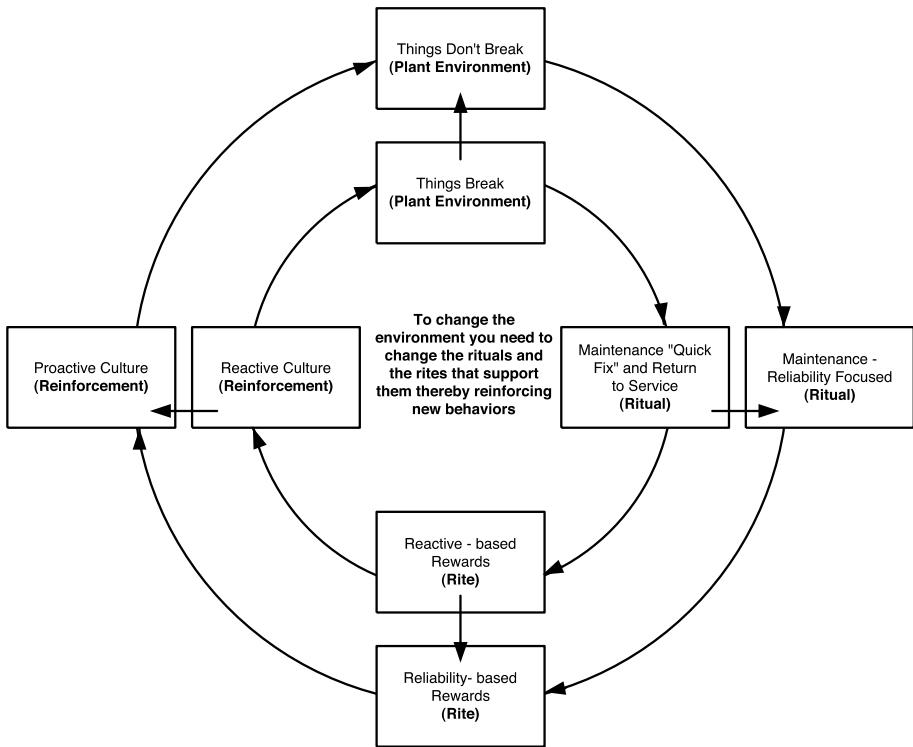 Things Don't Break
(Plant Environment)
Things Break
(Plant Environment)
Proactive Culture
(Reinforcement)
Reactive Culture
(Reinforcement)
To change the
environment you need to
change the rituals and
the rites that support
them thereby reinforcing
new behaviors
Maintenance "Quick
Fix" and Return
to Service
(Ritual)
Maintenance -
Reliability Focused
(Ritual)
Reactive - based
Rewards
(Rite)
Reliability- based
Rewards
(Rite)